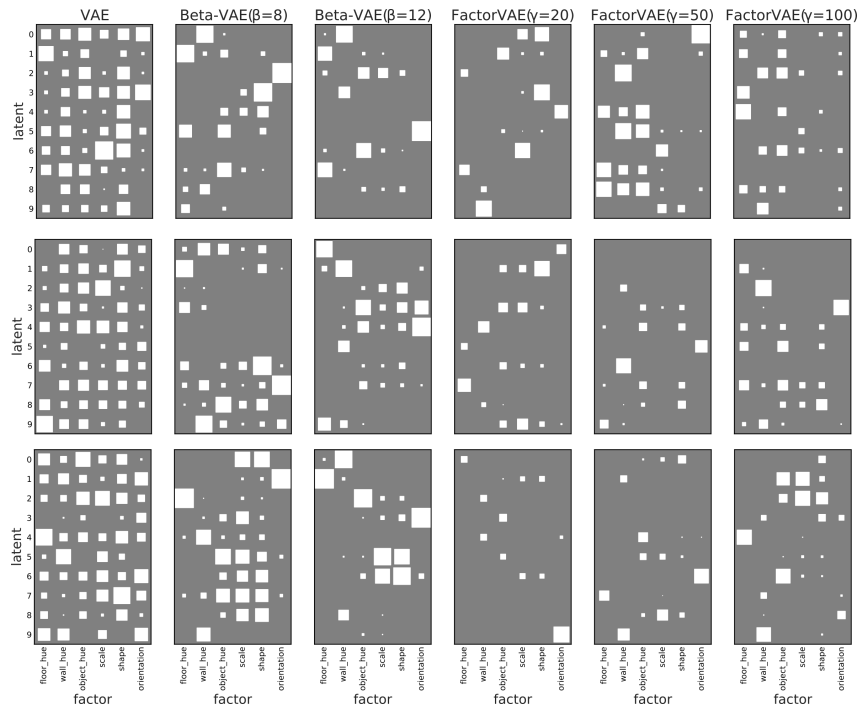 VAE
Beta-VAE(β=8)
Beta-VAE(β=12)
FactorVAE(γ=20)
FactorVAE(γ=50)
FactorVAE(γ=100)
latent
0
1
2
3
4
5
6
7
8
9
latent
0
1
2
3
4
5
6
7
8
9
latent
0
1
2
3
4
5
6
7
8
9
floor_hue
wall_hue
object_hue
scale
shape
orientation
factor
floor_hue
wall_hue
object_hue
scale
shape
orientation
factor
floor_hue
wall_hue
object_hue
scale
shape
orientation
factor
floor_hue
wall_hue
object_hue
scale
shape
orientation
factor
floor_hue
wall_hue
object_hue
scale
shape
orientation
factor
floor_hue
wall_hue
object_hue
scale
shape
orientation
factor